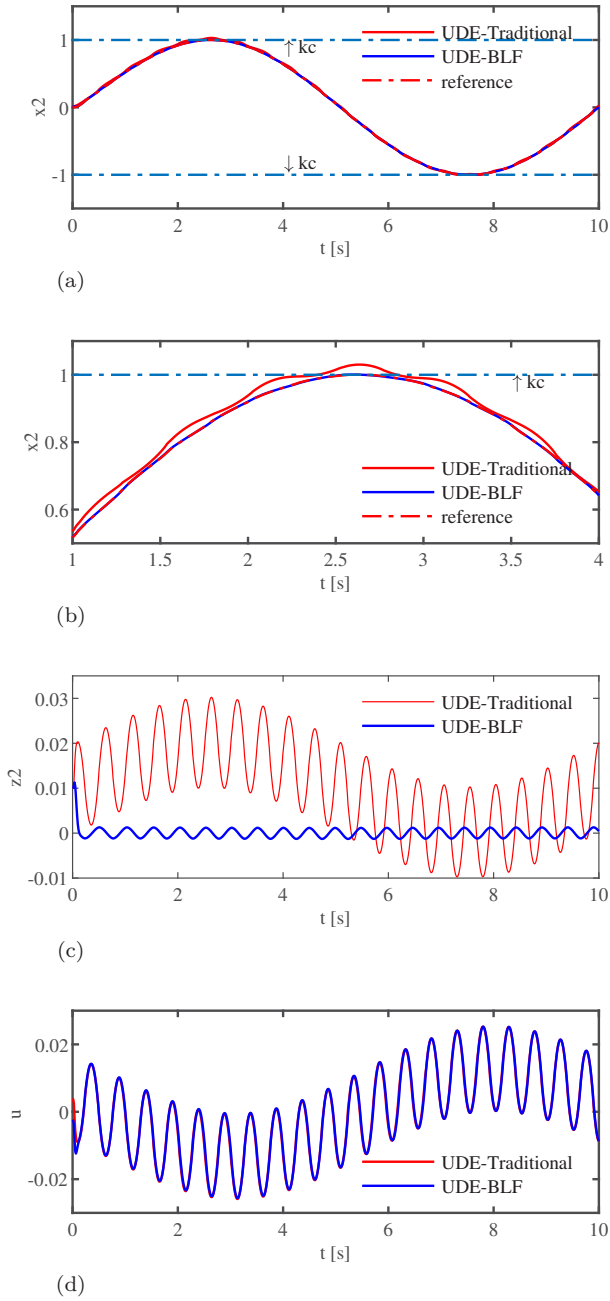 1
0
-1
x2
↑ kc
↓ kc
UDE-Traditional
UDE-BLF
reference
0 2 4 6 8 10
t [s]
(a)
1
0.8
0.6
x2
↑ kc
UDE-Traditional
UDE-BLF
reference
1 1.5 2 2.5 3 3.5 4
t [s]
(b)
0.03
0.02
0.01
0
-0.01
z2
UDE-Traditional
UDE-BLF
0 2 4 6 8 10
t [s]
(c)
0.02
0
-0.02
u
UDE-Traditional
UDE-BLF
0 2 4 6 8 10
t [s]
(d)